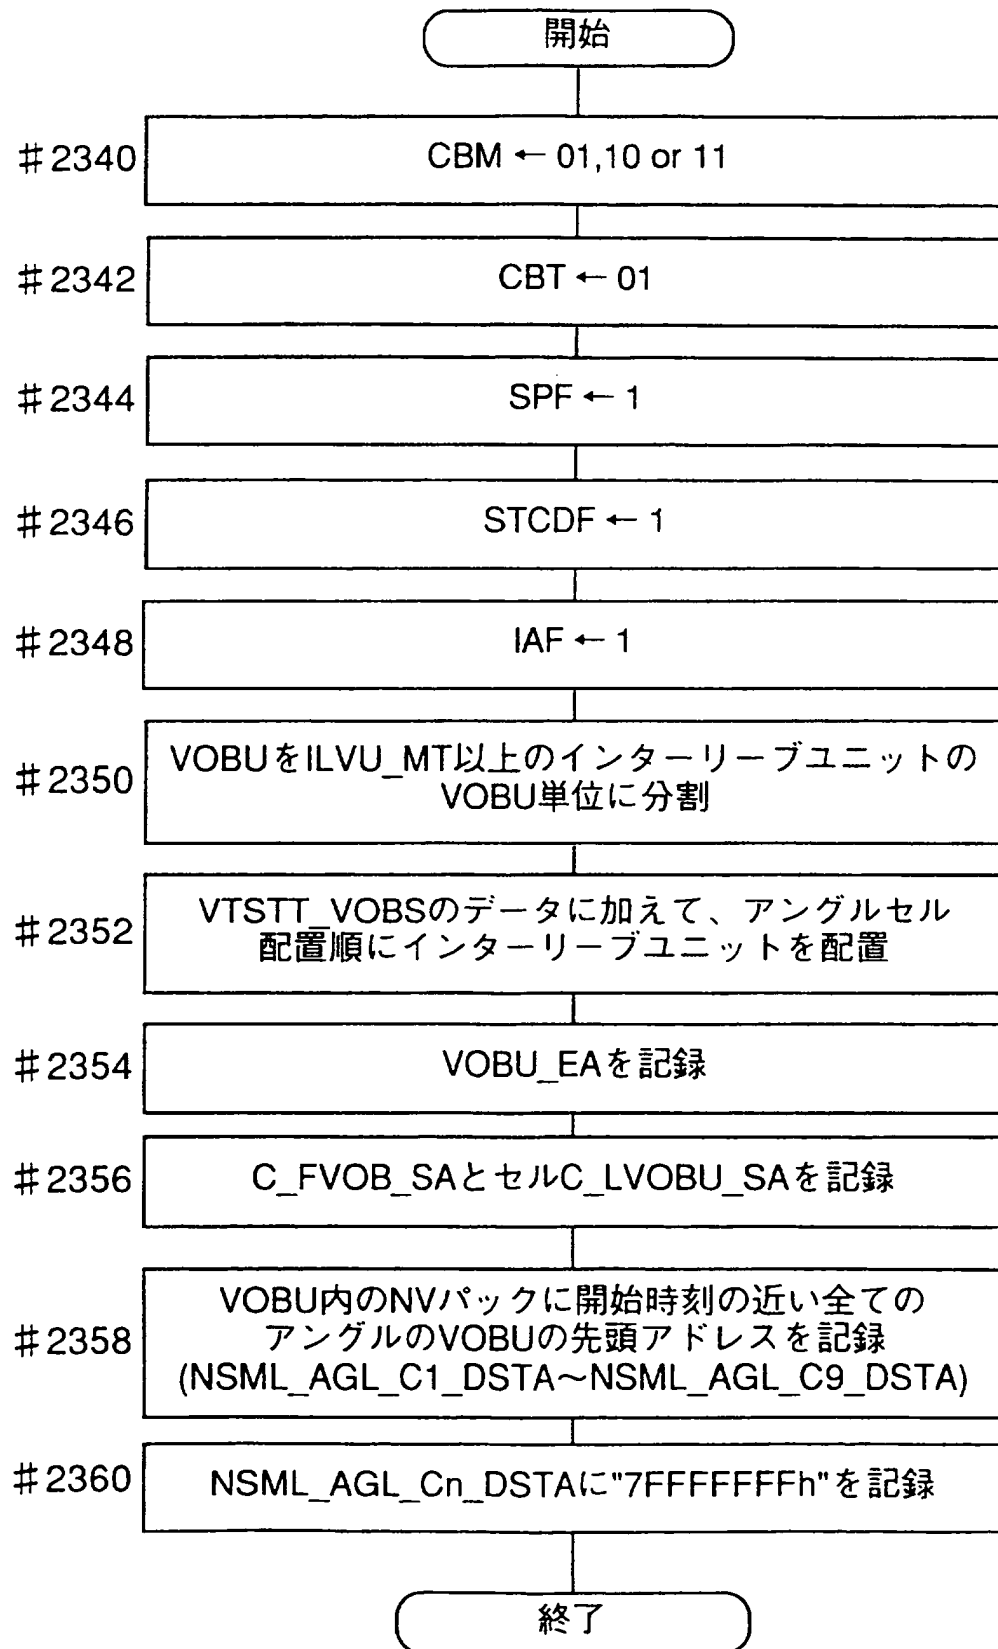 開始
#2340
CBM ← 01,10 or 11
#2342
CBT ← 01
#2344
SPF ← 1
#2346
STCDF ← 1
#2348
IAF ← 1
#2350
VOBUをILVU_MT以上のインターリーブユニットの
VOBU単位に分割
#2352
VTSTT_VOBSのデータに加えて、アングルセル
配置順にインターリーブユニットを配置
#2354
VOBU_EAを記録
#2356
C_FVOB_SAとセルC_LVOBU_SAを記録
#2358
VOBU内のNVパックに開始時刻の近い全ての
アングルのVOBUの先頭アドレスを記録
(NSML_AGL_C1_DSTA～NSML_AGL_C9_DSTA)
#2360
NSML_AGL_Cn_DSTAに"7FFFFFFFh"を記録
終了